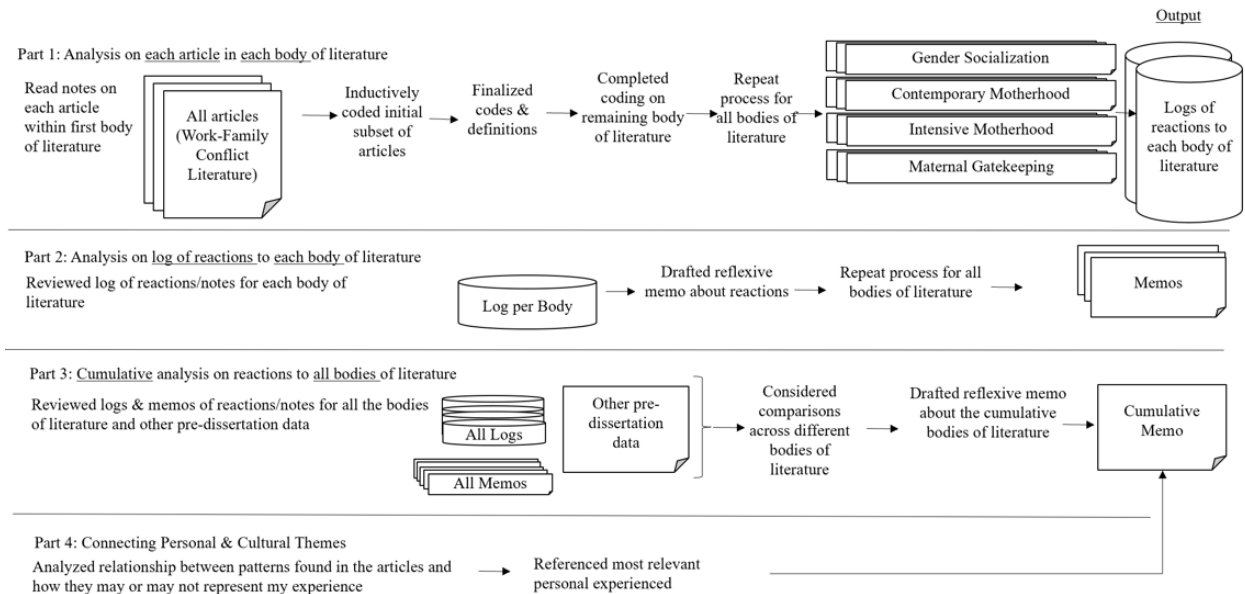 Output
Part 1: Analysis on each article in each body of literature
Read notes on
each article
within first body
of literature
All articles
(Work-Family
Conflict
Literature)
Inductively
coded initial
subset of
articles
Finalized
codes &
definitions
Completed
coding on
remaining body
of literature
Repeat
process for
all bodies of
literature
Gender Socialization
Contemporary Motherhood
Intensive Motherhood
Maternal Gatekeeping
Logs of
reactions to
each body of
literature
Part 2: Analysis on log of reactions to each body of literature
Reviewed log of reactions/notes for each body of
literature
Log per Body
Drafted reflexive
memo about reactions
Repeat process for all
bodies of literature
Memos
Part 3: Cumulative analysis on reactions to all bodies of literature
Reviewed logs & memos of reactions/notes for all the bodies
of literature and other pre-dissertation data
All Logs
All Memos
Other pre-
dissertation
data
Considered
comparisons
across different
bodies of
literature
Drafted reflexive memo
about the cumulative
bodies of literature
Cumulative
Memo
Part 4: Connecting Personal & Cultural Themes
Analyzed relationship between patterns found in the articles and
how they may or may not represent my experience
Referenced most relevant
personal experienced